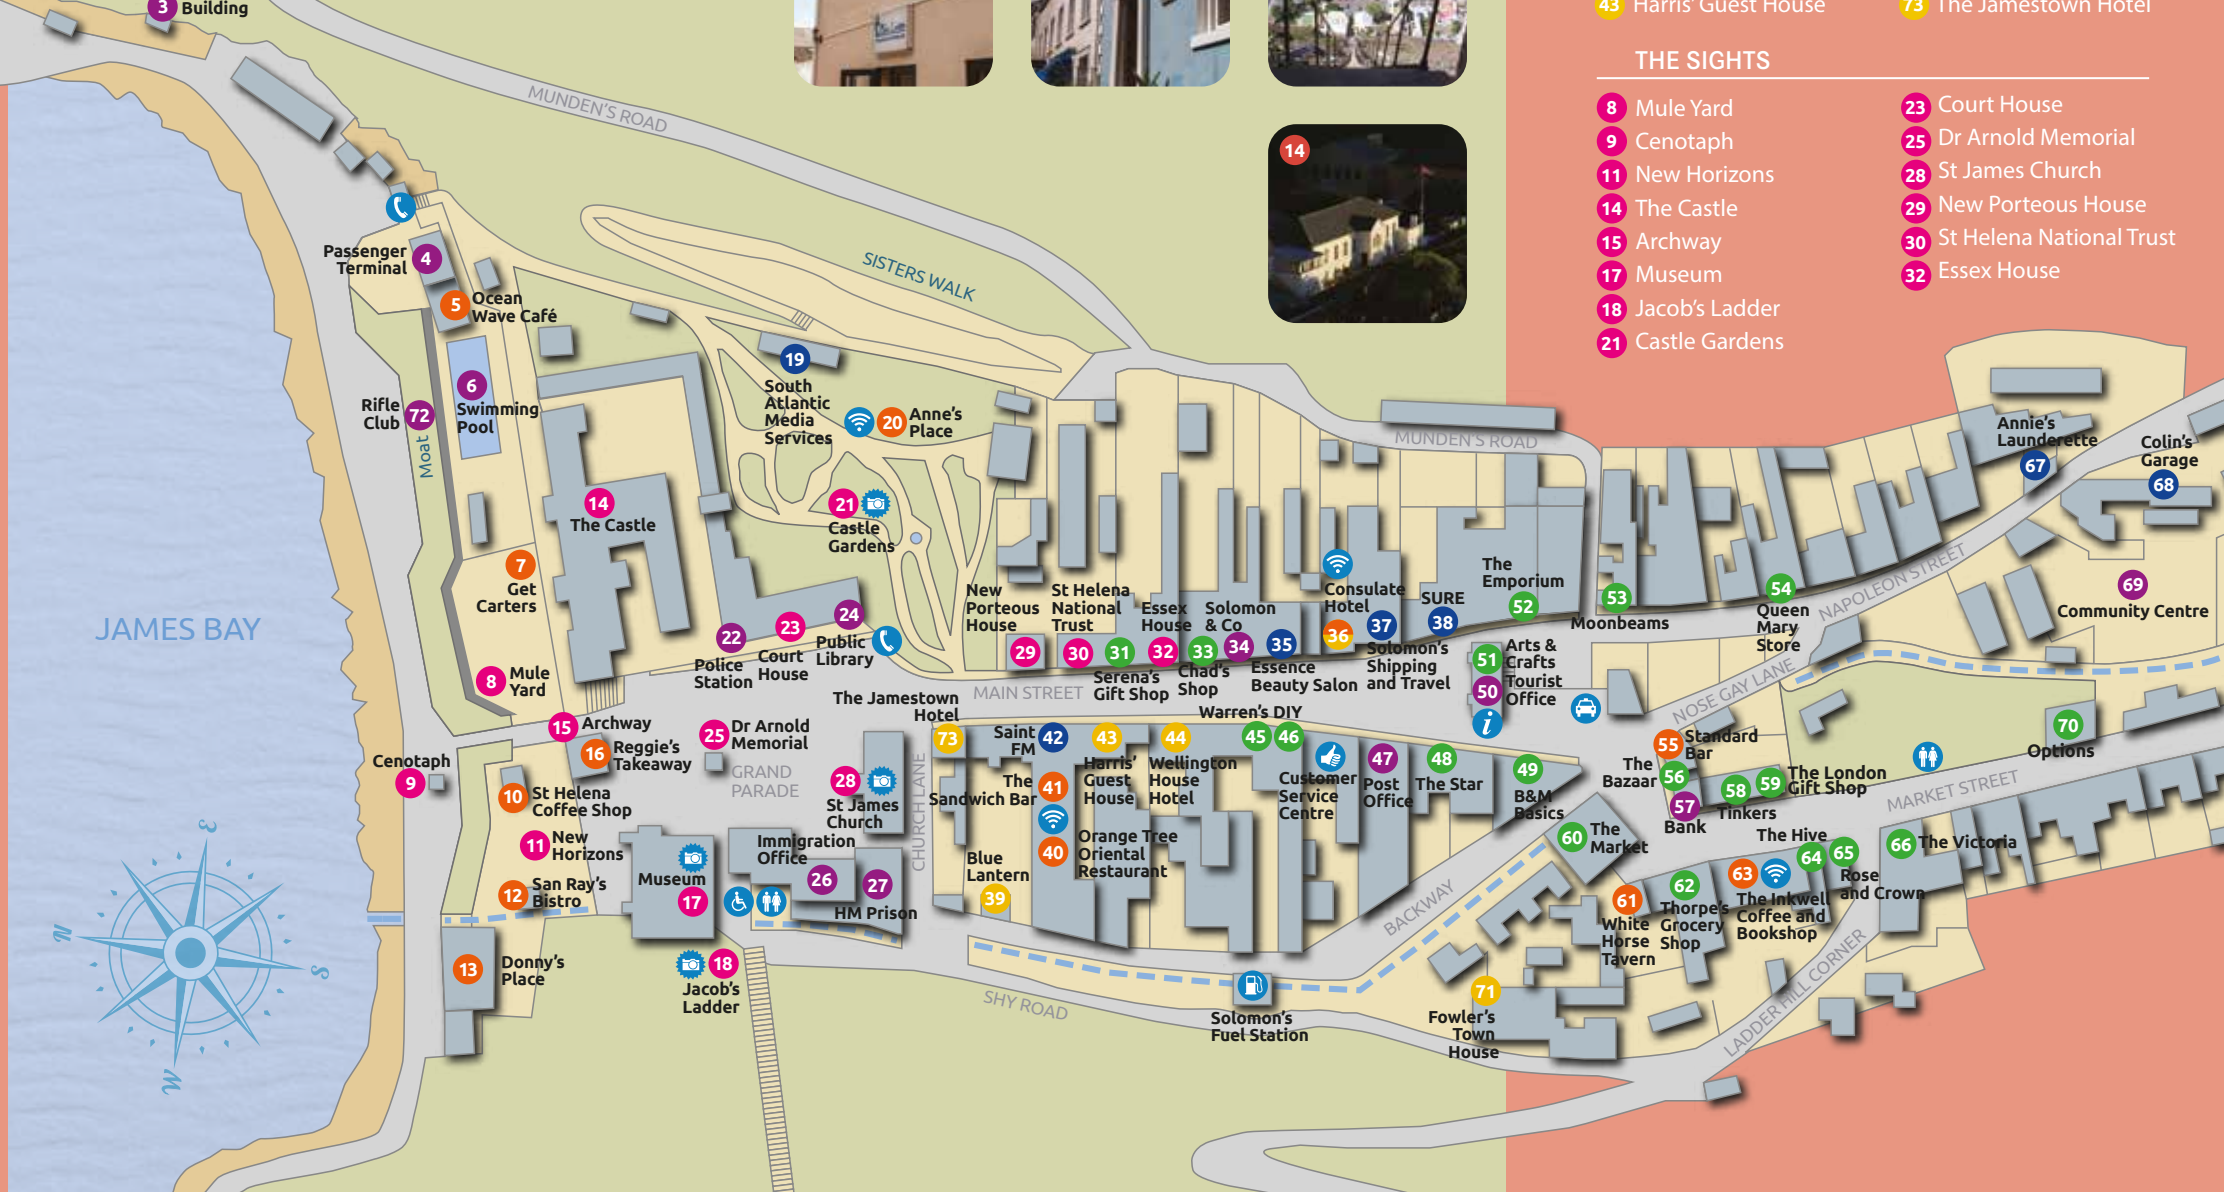 3 Building
43 Harris' Guest House
73 The Jamestown Hotel
THE SIGHTS
8 Mule Yard
9 Cenotaph
11 New Horizons
14 The Castle
15 Archway
17 Museum
18 Jacob's Ladder
21 Castle Gardens
23 Court House
25 Dr Arnold Memorial
28 St James Church
29 New Porteous House
30 St Helena National Trust
32 Essex House
14
MUNDEN'S ROAD
SISTERS WALK
Passenger
Terminal
4
5
Ocean
Wave Café
6
Swimming
Pool
Rifle
Club
72
Moat
19
South
Atlantic
Media
Services
20
Anne's
Place
21
Castle
Gardens
14
The Castle
7
Get
Carters
8
Mule
Yard
22
Police
Station
23
Court
House
24
Public
Library
JAMES BAY
MUNDEN'S ROAD
New
Porteous
House
29
St Helena
National
Trust
30
31
Serena's
Gift Shop
Essex
House
32
Solomon
& Co
33
Chad's
Shop
34
35
Essence
Beauty Salon
Consulate
Hotel
36
37
Solomon's
Shipping
and Travel
SURE
38
The
Emporium
52
53
Moonbeams
54
Queen
Mary
Store
Annie's
Launderette
67
Colin's
Garage
68
69
Community Centre
NAPOLEON STREET
NOSE GAY LANE
51
Arts &
Crafts
50
Tourist
Office
i
MAIN STREET
15
Archway
16
Reggie's
Takeaway
25
Dr Arnold
Memorial
GRAND
PARADE
Cenotaph
9
10
St Helena
Coffee Shop
11
New
Horizons
12
San Ray's
Bistro
13
Donny's
Place
Museum
17
18
Jacob's
Ladder
Immigration
Office
26
27
HM Prison
28
St James
Church
CHURCH LANE
The Jamestown
Hotel
73
Saint
FM
42
The
Sandwich Bar
41
40
Orange Tree
Oriental
Restaurant
Blue
Lantern
39
43
Harris'
Guest
House
44
Wellington
House
Hotel
Warren's DIY
45
46
Customer
Service
Centre
47
Post
Office
48
The Star
49
B&M
Basics
BACKWAY
SHY ROAD
Solomon's
Fuel Station
71
Fowler's
Town
House
55
Standard
Bar
The
Bazaar
56
57
Bank
58
Tinkers
59
The London
Gift Shop
60
The
Market
61
White
Horse
Tavern
62
Thorpe's
Grocery
Shop
63
The Inkwell
Coffee and
Bookshop
The Hive
64
65
Rose
and Crown
66
The Victoria
70
Options
MARKET STREET
LADDER HILL CORNER
N
E
S
W